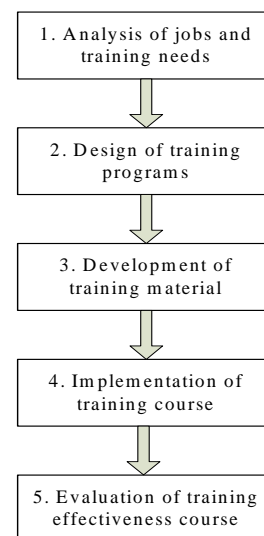 1. Analysis of jobs and
training needs
2. Design of training
programs
3. Development of
training material
4. Implementation of
training course
5. Evaluation of training
effectiveness course